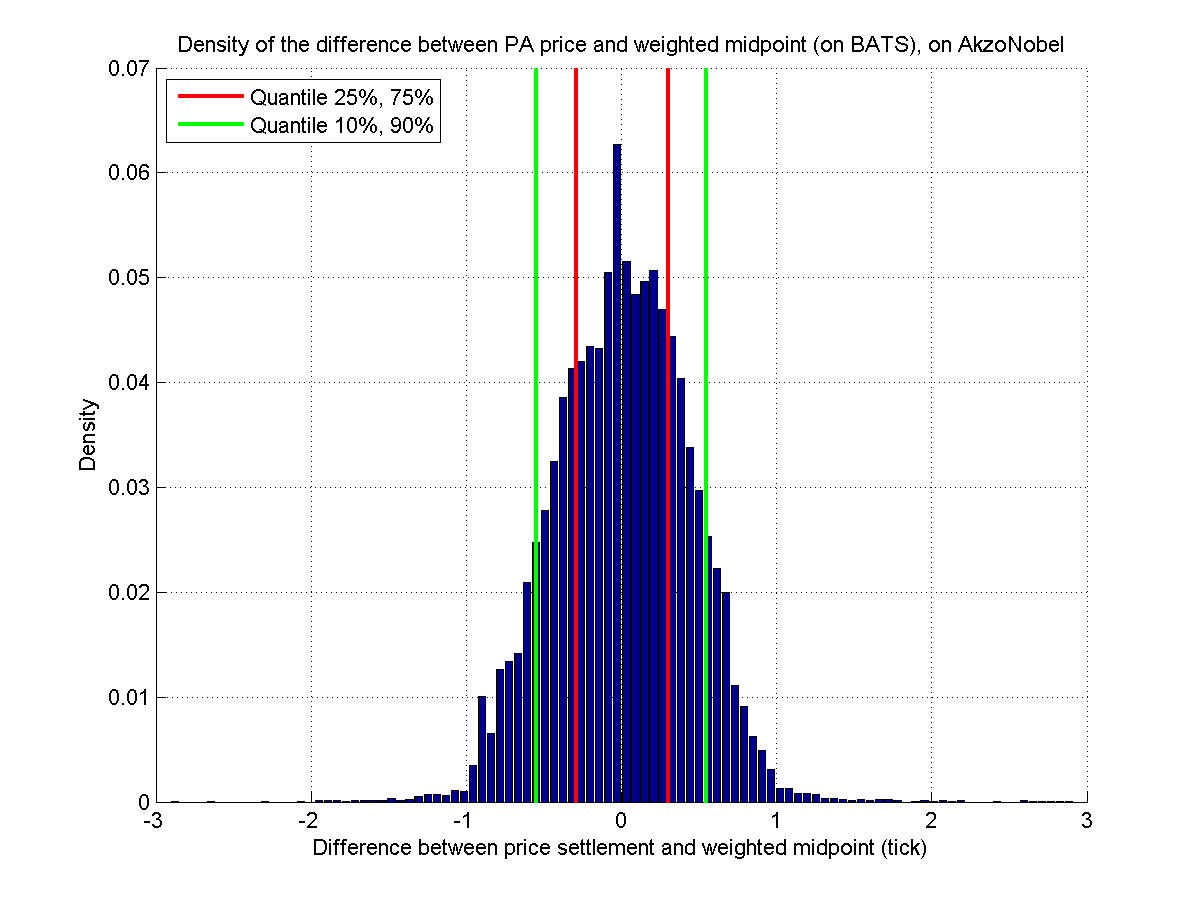 Density of the difference between PA price and weighted midpoint (on BATS), on AkzoNobel
0.07
Quantile 25%, 75%
Quantile 10%, 90%
0.06
0.05
0.04
Density
0.03
0.02
0.01
0
-3 -2 -1 0 1 2 3
Difference between price settlement and weighted midpoint (tick)